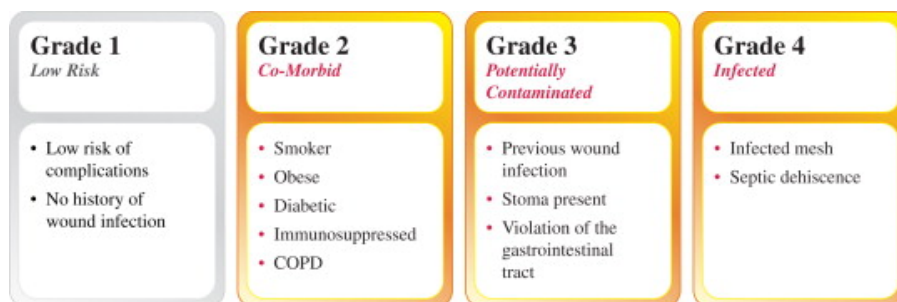 Grade 1
Low Risk
• Low risk of
complications
• No history of
wound infection
Grade 2
Co-Morbid
• Smoker
• Obese
• Diabetic
• Immunosuppressed
• COPD
Grade 3
Potentially
Contaminated
• Previous wound
infection
• Stoma present
• Violation of the
gastrointestinal
tract
Grade 4
Infected
• Infected mesh
• Septic dehiscence